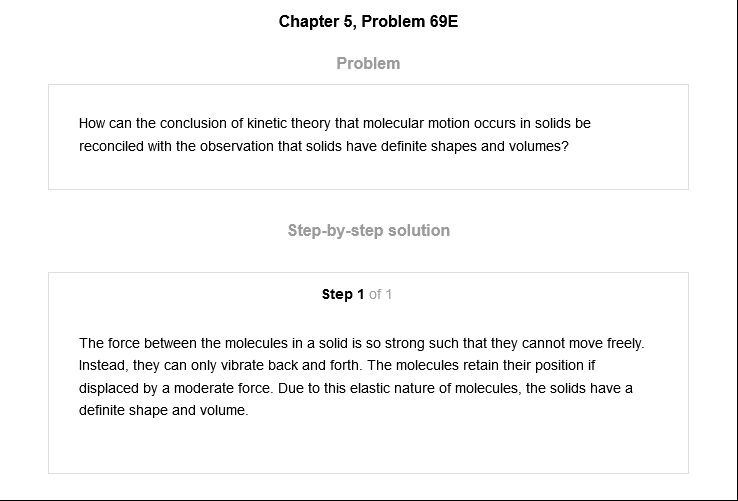 Chapter 5, Problem 69E
Problem
How can the conclusion of kinetic theory that molecular motion occurs in solids be
reconciled with the observation that solids have definite shapes and volumes?
Step-by-step solution
Step 1 of 1
The force between the molecules in a solid is so strong such that they cannot move freely.
Instead, they can only vibrate back and forth. The molecules retain their position if
displaced by a moderate force. Due to this elastic nature of molecules, the solids have a
definite shape and volume.